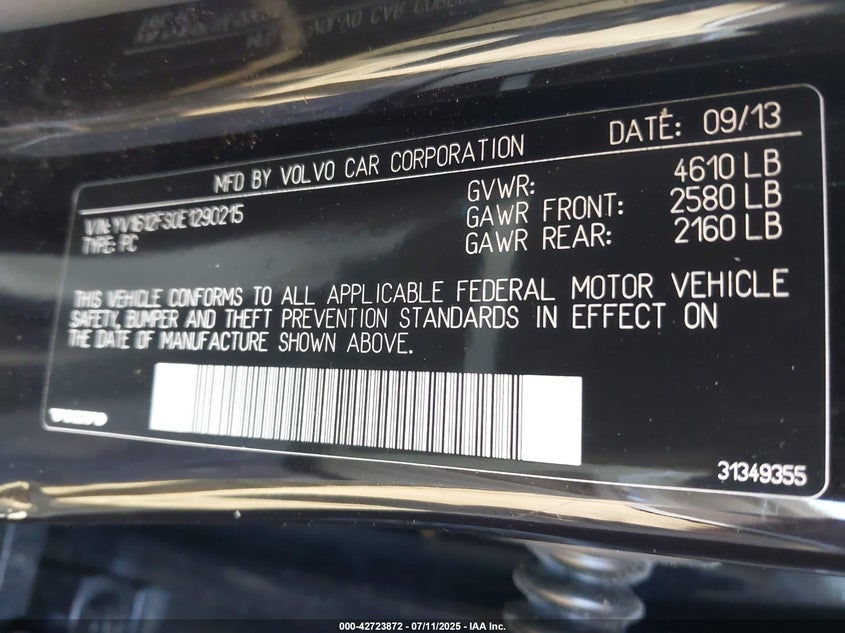 DATE: 09/13
MFD BY VOLVO CAR CORPORATION
VIN: YV1612FS0E1290215
TYPE: PC
GVWR: 4610 LB
GAWR FRONT: 2580 LB
GAWR REAR: 2160 LB
THIS VEHICLE CONFORMS TO ALL APPLICABLE FEDERAL MOTOR VEHICLE
SAFETY, BUMPER AND THEFT PREVENTION STANDARDS IN EFFECT ON
THE DATE OF MANUFACTURE SHOWN ABOVE.
VOLVO
31349355
000-42723872 - 07/11/2025 - IAA Inc.